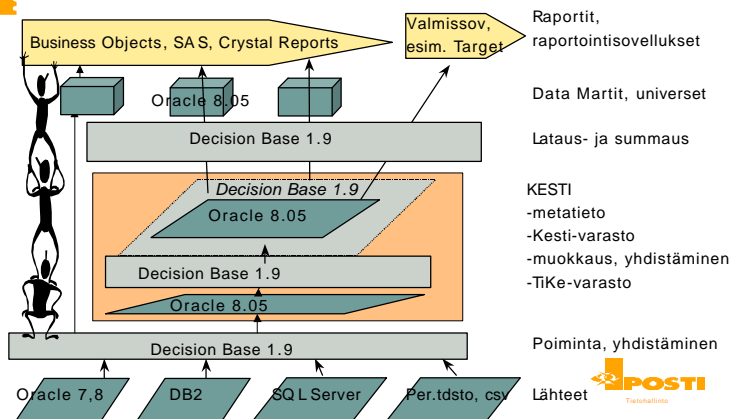 Business Objects, SAS, Crystal Reports
Valmissov,
esim. Target
Raportit,
raportointisovellukset
Oracle 8.05
Data Martit, universet
Decision Base 1.9
Lataus- ja summaus
Decision Base 1.9
Oracle 8.05
KESTI
-metatieto
-Kesti-varasto
-muokkaus, yhdistäminen
-TiKe-varasto
Decision Base 1.9
Oracle 8.05
Decision Base 1.9
Poiminta, yhdistäminen
Oracle 7,8
DB2
SQL Server
Per.tdsto, csv
Lähteet
POSTI
Tietohallinto